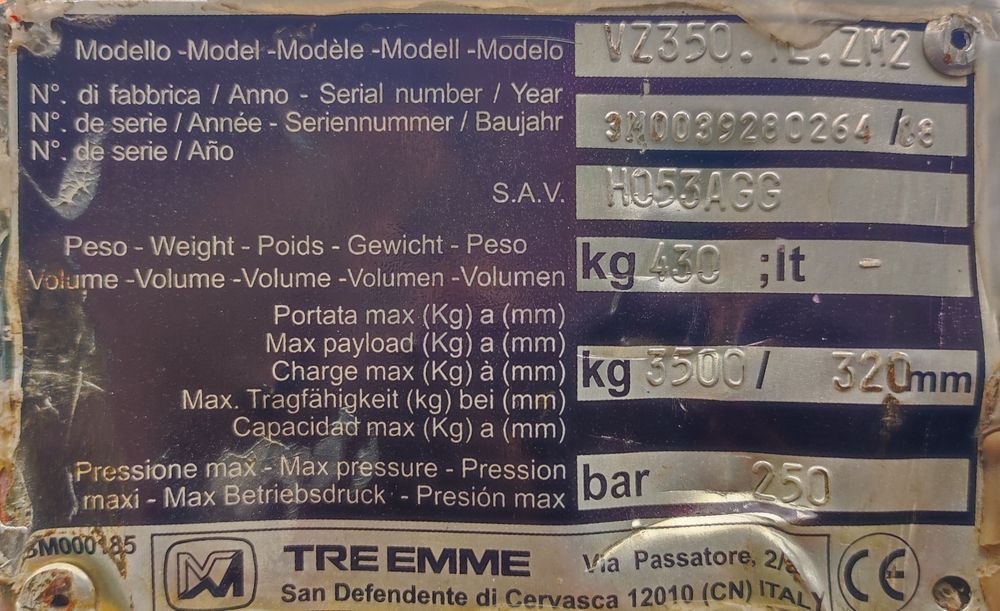 Modello -Model -Modèle -Modell -Modelo
N°. di fabbrica / Anno - Serial number / Year
N°. de serie / Année - Seriennummer / Baujahr 3M0039280264
N°. de série / Año
S.A.V. H053AGG
Peso - Weight - Poids - Gewicht - Peso
Volume -Volume -Volume -Volumen -Volumen kg 430 ;lt -
Portata max (Kg) a (mm)
Max payload (Kg) a (mm)
Charge max (Kg) à (mm) kg 3500 / 320 mm
Max. Tragfähigkeit (kg) bei (mm)
Capacidad max (Kg) a (mm)
Pressione max - Max pressure - Pression bar 250
maxi - Max Betriebsdruck - Presión max
TRE EMME Via Passatore,
San Defendente di Cervasca 12010 (CN) ITALY
CE